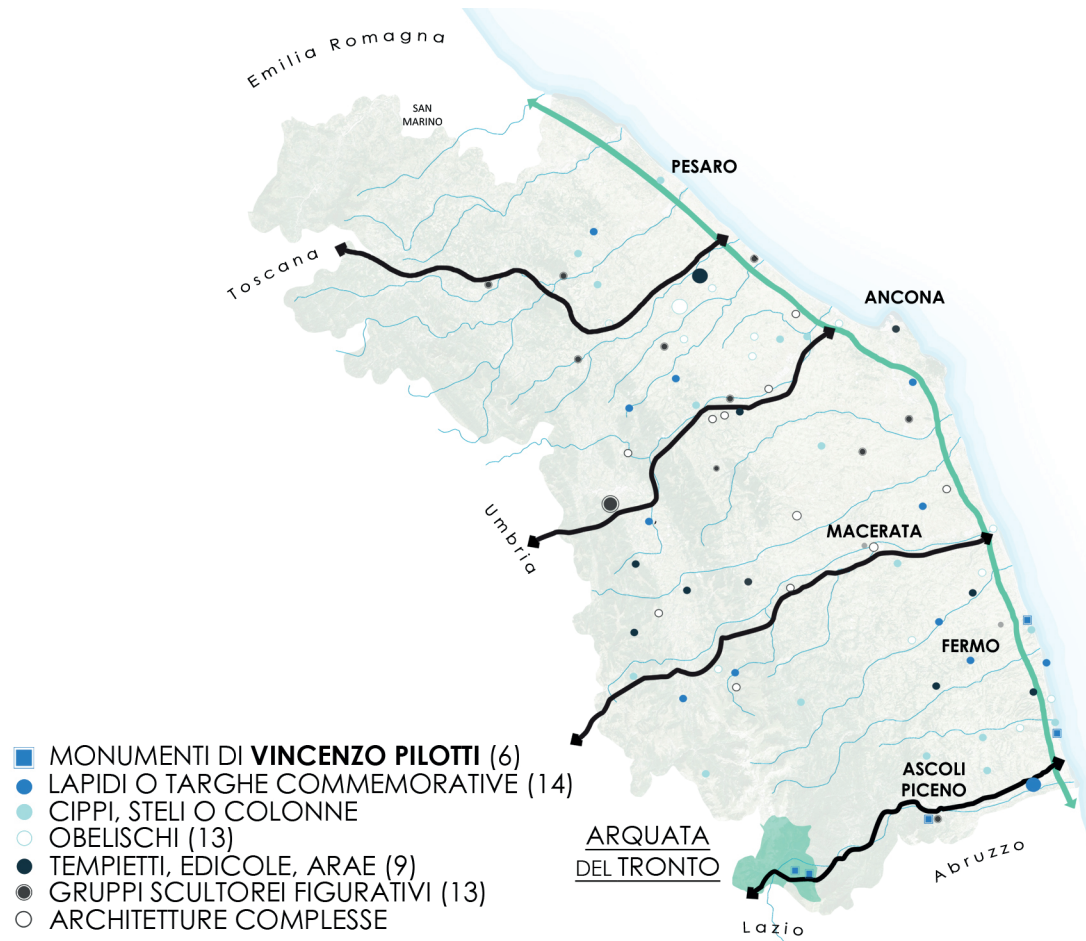 Emilia Romagna
SAN
MARINO
PESARO
Toscana
ANCONA
Umbria
MACERATA
FERMO
ASCOLI
PICENO
ARQUATA
DEL TRONTO
Abruzzo
Lazio
MONUMENTI DI VINCENZO PILOTTI (6)
LAPIDI O TARGHE COMMEMORATIVE (14)
CIPPI, STELI O COLONNE
OBELISCHI (13)
TEMPIETTI, EDICOLE, ARAE (9)
GRUPPI SCULTOREI FIGURATIVI (13)
ARCHITETTURE COMPLESSE